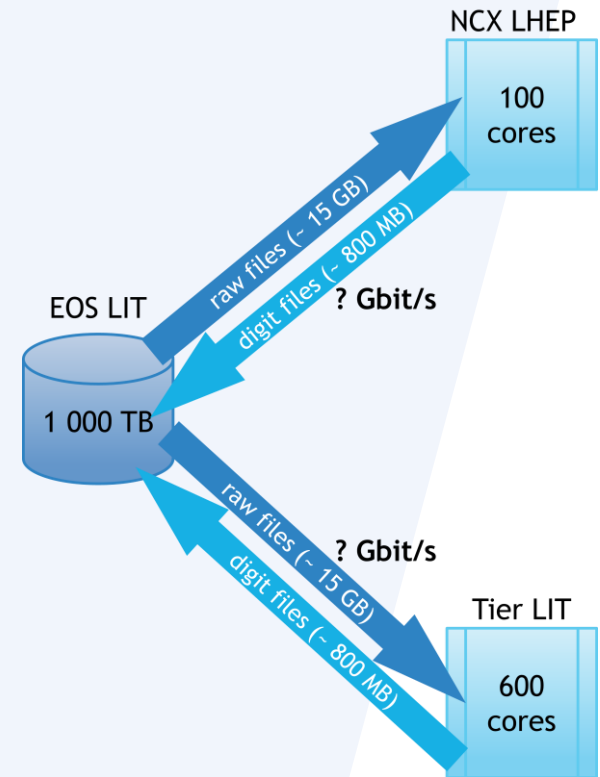 NCX LHEP
100
cores
raw files (~ 15 GB)
digit files (~ 800 MB)
? Gbit/s
EOS LIT
1 000 TB
raw files (~ 15 GB)
? Gbit/s
digit files (~ 800 MB)
Tier LIT
600
cores